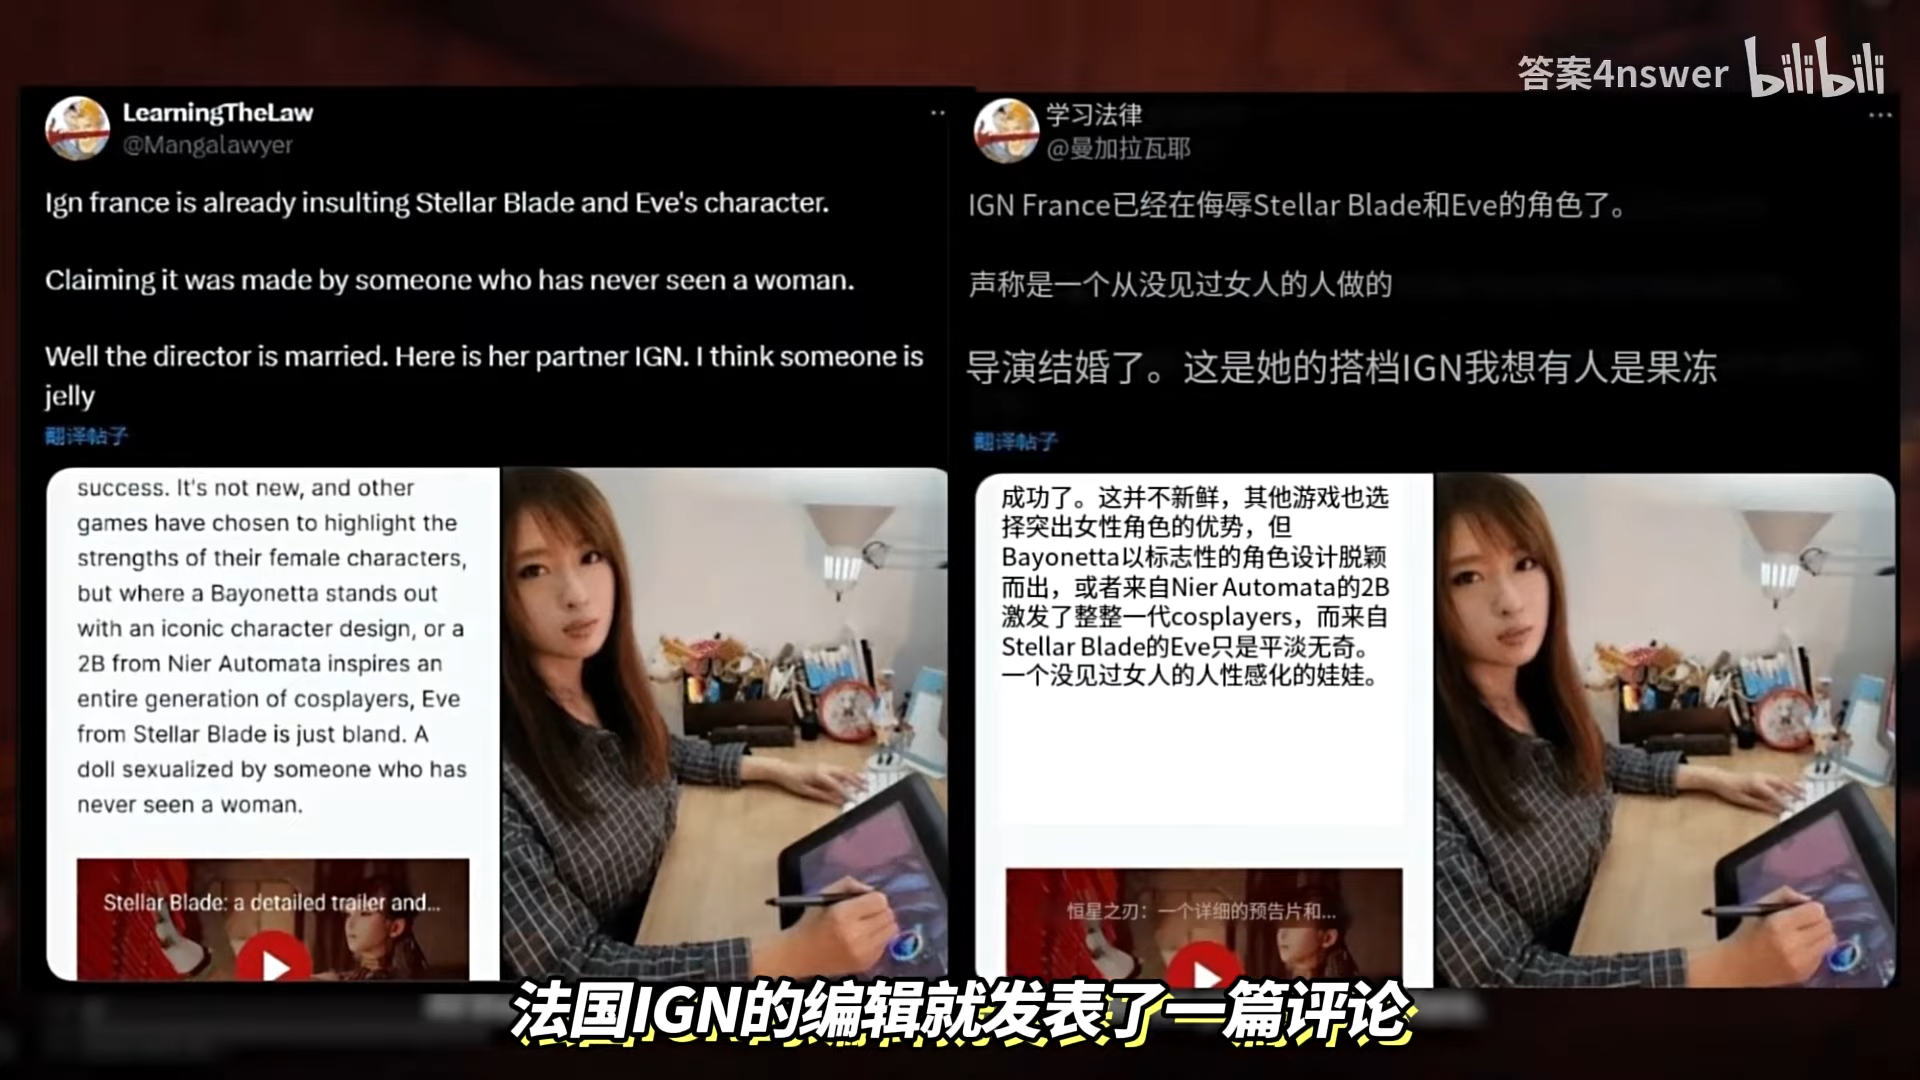 答案4nswer bilibili
LearningTheLaw
@Mangalawyer
Ign france is already insulting Stellar Blade and Eve's character.
Claiming it was made by someone who has never seen a woman.
Well the director is married. Here is her partner IGN. I think someone is
jelly
翻译帖子
success. It's not new, and other
games have chosen to highlight the
strengths of their female characters,
but where a Bayonetta stands out
with an iconic character design, or a
2B from Nier Automata inspires an
entire generation of cosplayers, Eve
from Stellar Blade is just bland. A
doll sexualized by someone who has
never seen a woman.
Stellar Blade: a detailed trailer and...
学习法律
@曼加拉瓦耶
IGN France已经在侮辱Stellar Blade和Eve的角色了。
声称是一个从没见过女人的人做的
导演结婚了。这是她的搭档IGN我想有人是果冻
翻译帖子
成功了。这并不新鲜，其他游戏也选
择突出女性角色的优势，但
Bayonetta以标志性的角色设计脱颖
而出，或者来自Nier Automata的2B
激发了整整一代cosplayers，而来自
Stellar Blade的Eve只是平淡无奇。
一个没见过女人的人性感化的娃娃。
恒星之刃：一个详细的预告片和...
法国IGN的编辑就发表了一篇评论